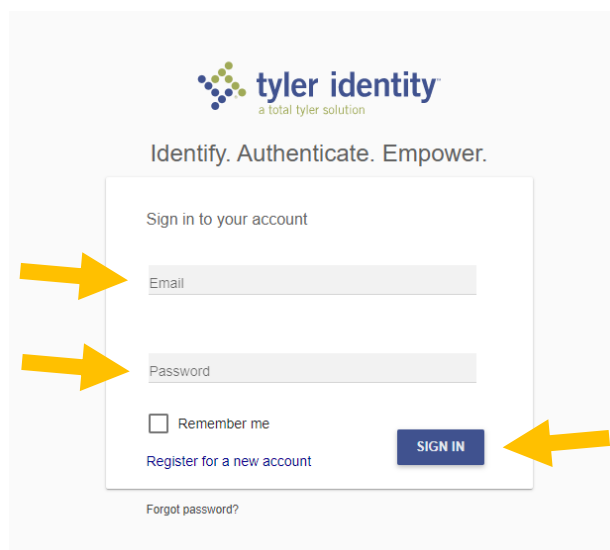 tyler identity
a total tyler solution
Identify. Authenticate. Empower.
Sign in to your account
Email
Password
Remember me
SIGN IN
Register for a new account
Forgot password?